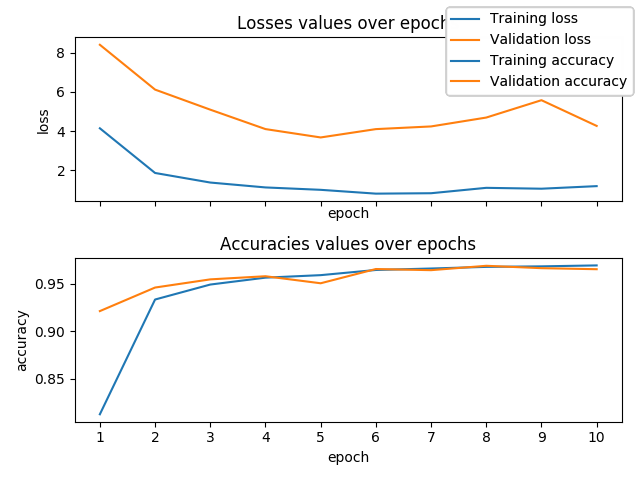 Losses values over epoch
Training loss
Validation loss
Training accuracy
Validation accuracy
8
6
4
2
loss
epoch
Accuracies values over epochs
0.95
0.90
0.85
accuracy
1 2 3 4 5 6 7 8 9 10
epoch